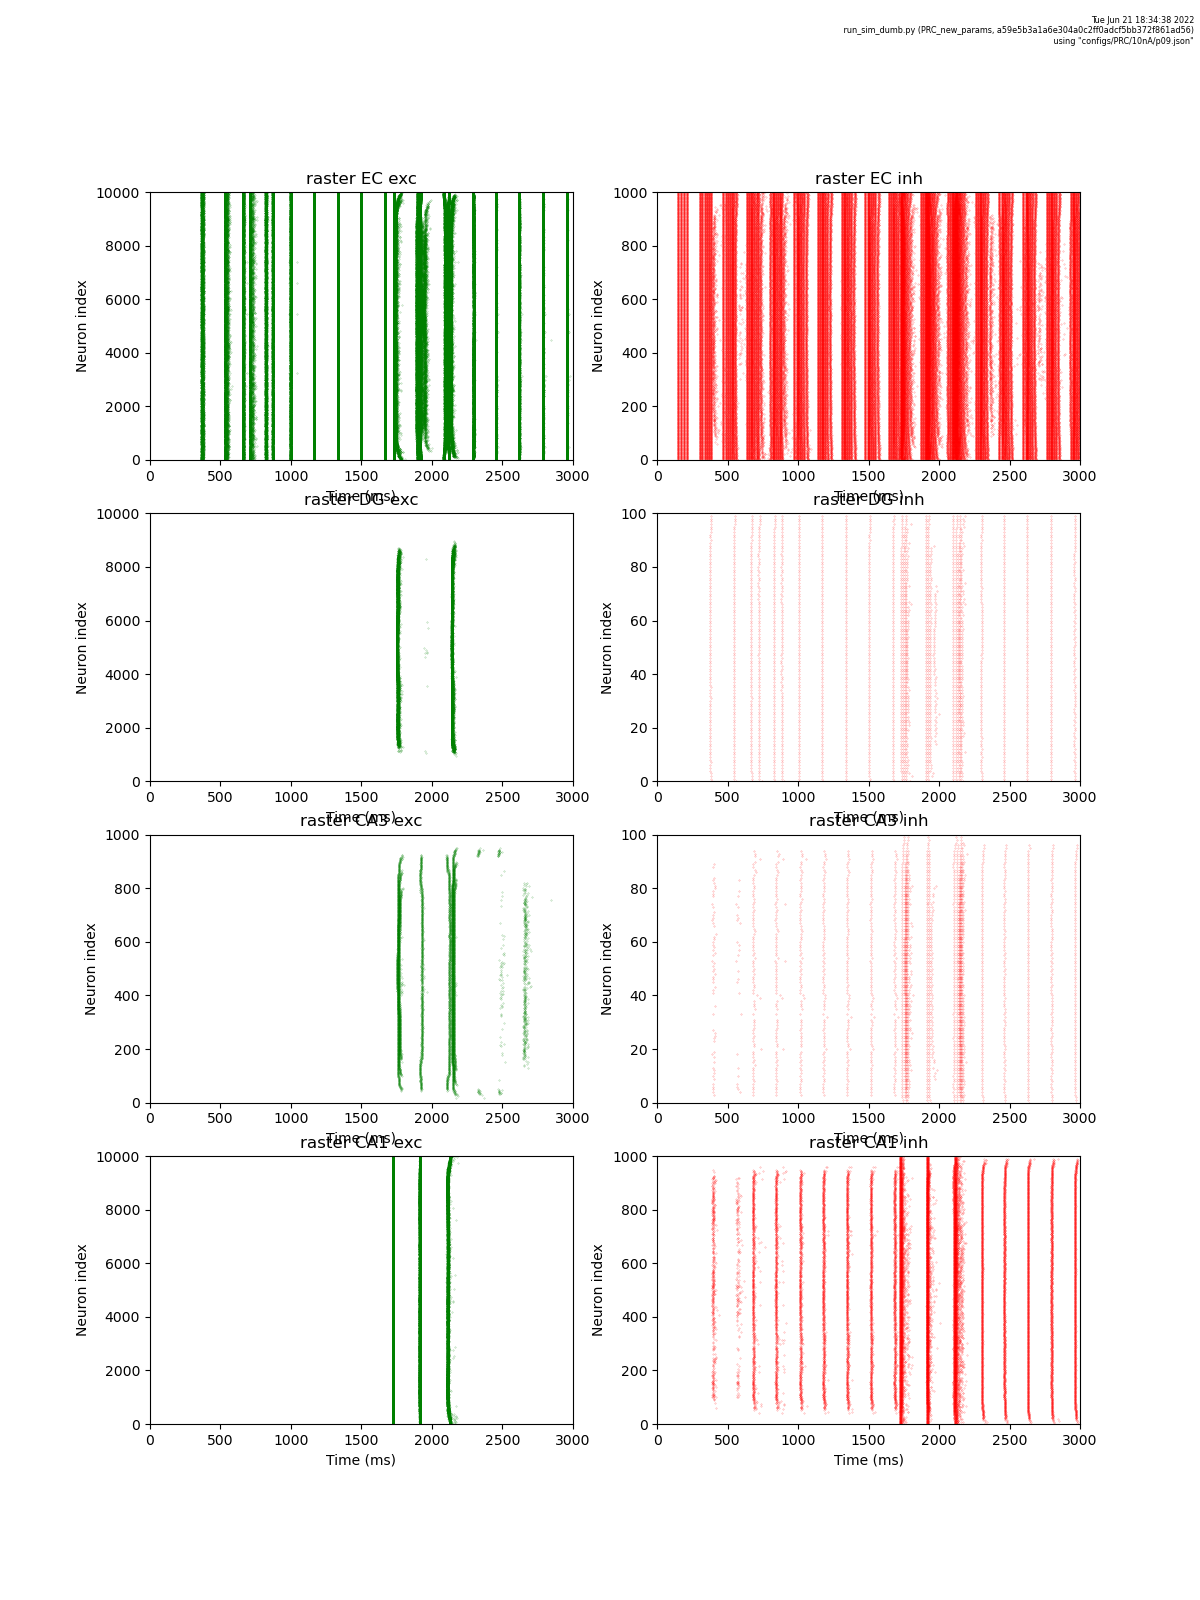 Tue Jun 21 18:34:38 2022
run_sim_dumb.py (PRC_new_params, a59e5b3a1a6e304a0c2ff0adcf5bb372f861ad56)
using "configs/PRC/10nA/p09.json"
raster EC exc
10000
8000
6000
4000
2000
0
Neuron index
0 500 1000 1500 2000 2500 3000
Time (ms)
raster EC inh
1000
800
600
400
200
0
Neuron index
0 500 1000 1500 2000 2500 3000
Time (ms)
raster DG exc
10000
8000
6000
4000
2000
0
Neuron index
0 500 1000 1500 2000 2500 3000
Time (ms)
raster DG inh
100
80
60
40
20
0
Neuron index
0 500 1000 1500 2000 2500 3000
Time (ms)
raster CA3 exc
1000
800
600
400
200
0
Neuron index
0 500 1000 1500 2000 2500 3000
Time (ms)
raster CA3 inh
100
80
60
40
20
0
Neuron index
0 500 1000 1500 2000 2500 3000
Time (ms)
raster CA1 exc
10000
8000
6000
4000
2000
0
Neuron index
0 500 1000 1500 2000 2500 3000
Time (ms)
raster CA1 inh
1000
800
600
400
200
0
Neuron index
0 500 1000 1500 2000 2500 3000
Time (ms)